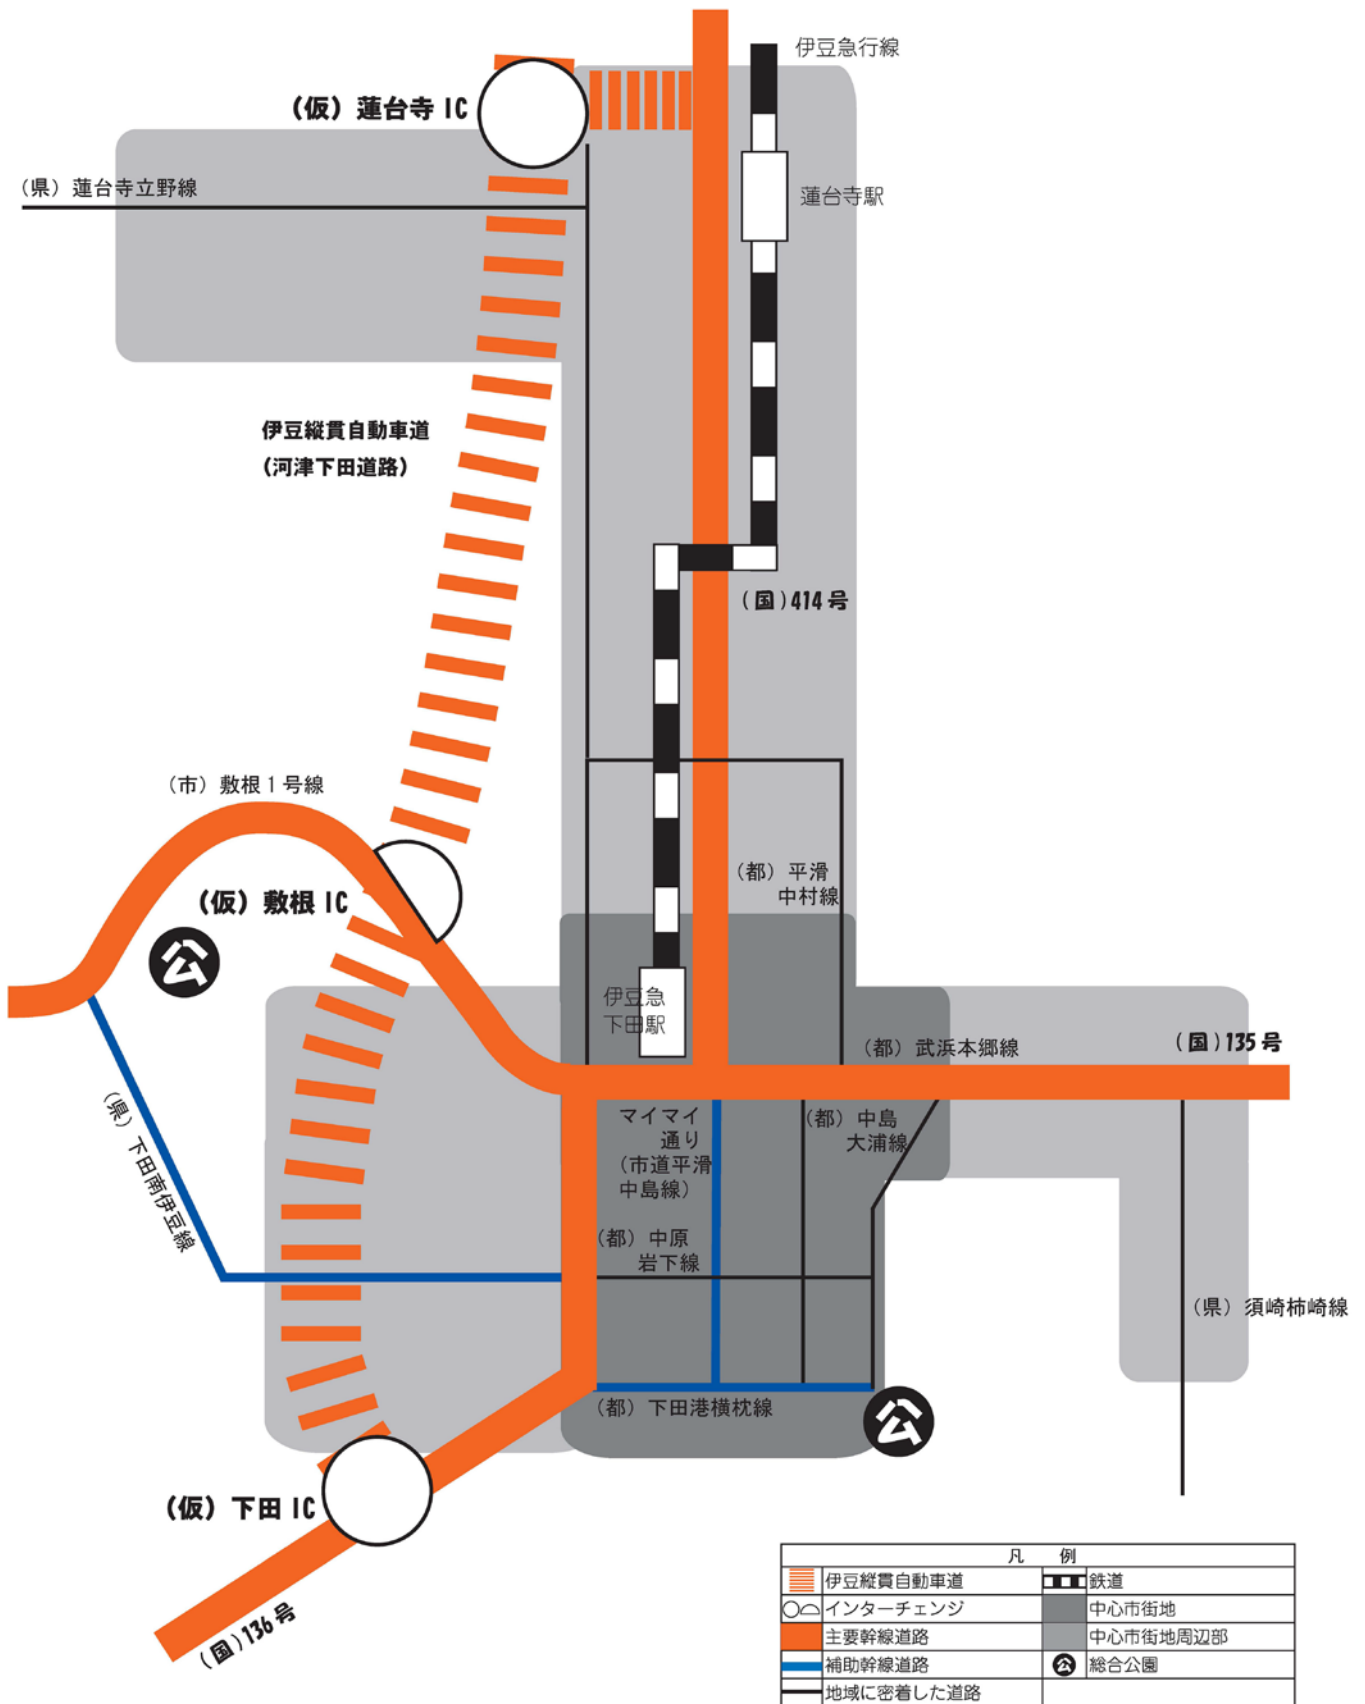 伊豆急行線
(仮) 蓮台寺 IC
(県) 蓮台寺立野線
蓮台寺駅
伊豆縦貫自動車道
(河津下田道路)
(国)414号
(市) 敷根1号線
(都) 平滑
中村線
(仮) 敷根 IC
公
伊豆急
下田駅
(都) 武浜本郷線
(国)135号
(県) 下田南伊豆線
マイマイ
通り
(市道平滑
中島線)
(都) 中島
大浦線
(都) 中原
岩下線
(県) 須崎柿崎線
(都) 下田港横枕線
公
(仮) 下田 IC
(国)136号
凡 例
伊豆縦貫自動車道
鉄道
インターチェンジ
中心市街地
主要幹線道路
中心市街地周辺部
補助幹線道路
公 総合公園
地域に密着した道路